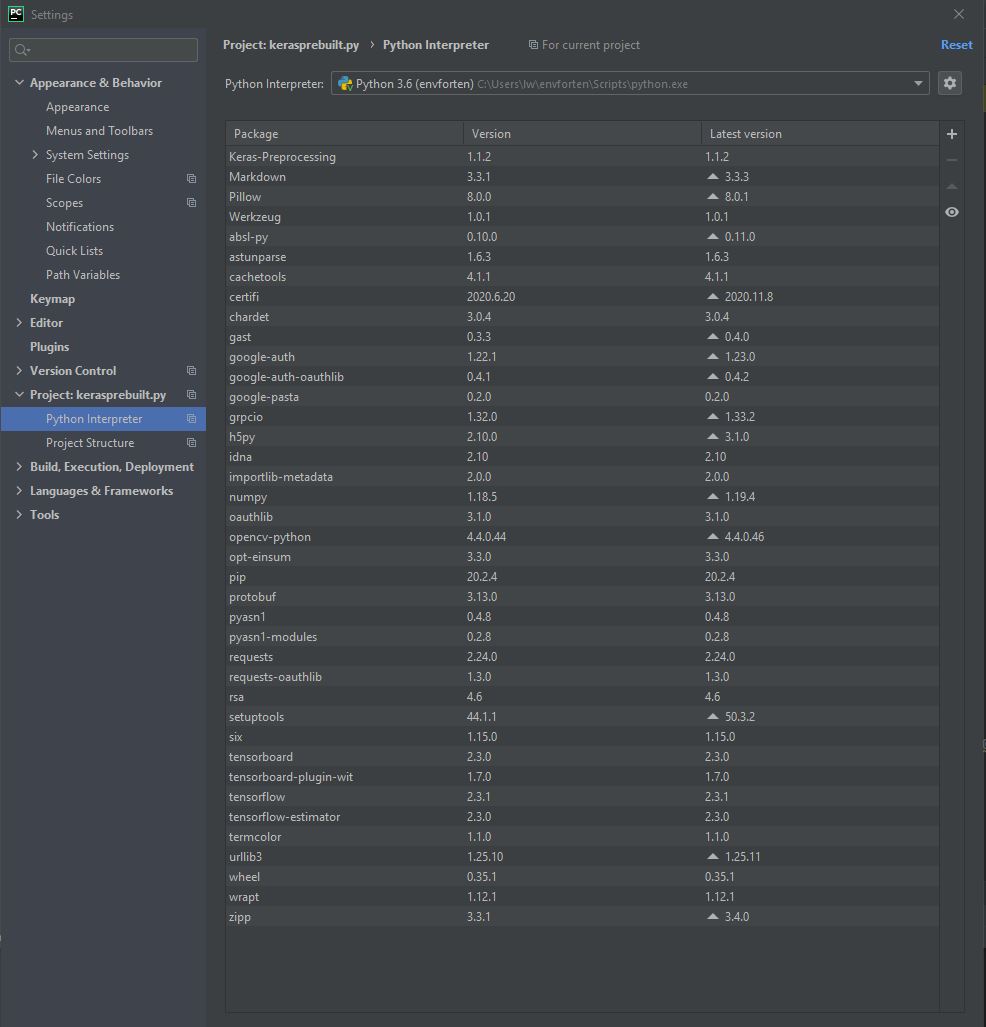 PC Settings
Appearance & Behavior
Appearance
Menus and Toolbars
System Settings
File Colors
Scopes
Notifications
Quick Lists
Path Variables
Keymap
Editor
Plugins
Version Control
Project: kerasprebuilt.py
Python Interpreter
Project Structure
Build, Execution, Deployment
Languages & Frameworks
Tools
Project: kerasprebuilt.py › Python Interpreter For current project Reset
Python Interpreter: Python 3.6 (envforten) C:\Users\lw\envforten\Scripts\python.exe
Package Version Latest version
Keras-Preprocessing 1.1.2 1.1.2
Markdown 3.3.1 3.3.3
Pillow 8.0.0 8.0.1
Werkzeug 1.0.1 1.0.1
absl-py 0.10.0 0.11.0
astunparse 1.6.3 1.6.3
cachetools 4.1.1 4.1.1
certifi 2020.6.20 2020.11.8
chardet 3.0.4 3.0.4
gast 0.3.3 0.4.0
google-auth 1.22.1 1.23.0
google-auth-oauthlib 0.4.1 0.4.2
google-pasta 0.2.0 0.2.0
grpcio 1.32.0 1.33.2
h5py 2.10.0 3.1.0
idna 2.10 2.10
importlib-metadata 2.0.0 2.0.0
numpy 1.18.5 1.19.4
oauthlib 3.1.0 3.1.0
opencv-python 4.4.0.44 4.4.0.46
opt-einsum 3.3.0 3.3.0
pip 20.2.4 20.2.4
protobuf 3.13.0 3.13.0
pyasn1 0.4.8 0.4.8
pyasn1-modules 0.2.8 0.2.8
requests 2.24.0 2.24.0
requests-oauthlib 1.3.0 1.3.0
rsa 4.6 4.6
setuptools 44.1.1 50.3.2
six 1.15.0 1.15.0
tensorboard 2.3.0 2.3.0
tensorboard-plugin-wit 1.7.0 1.7.0
tensorflow 2.3.1 2.3.1
tensorflow-estimator 2.3.0 2.3.0
termcolor 1.1.0 1.1.0
urllib3 1.25.10 1.25.11
wheel 0.35.1 0.35.1
wrapt 1.12.1 1.12.1
zipp 3.3.1 3.4.0